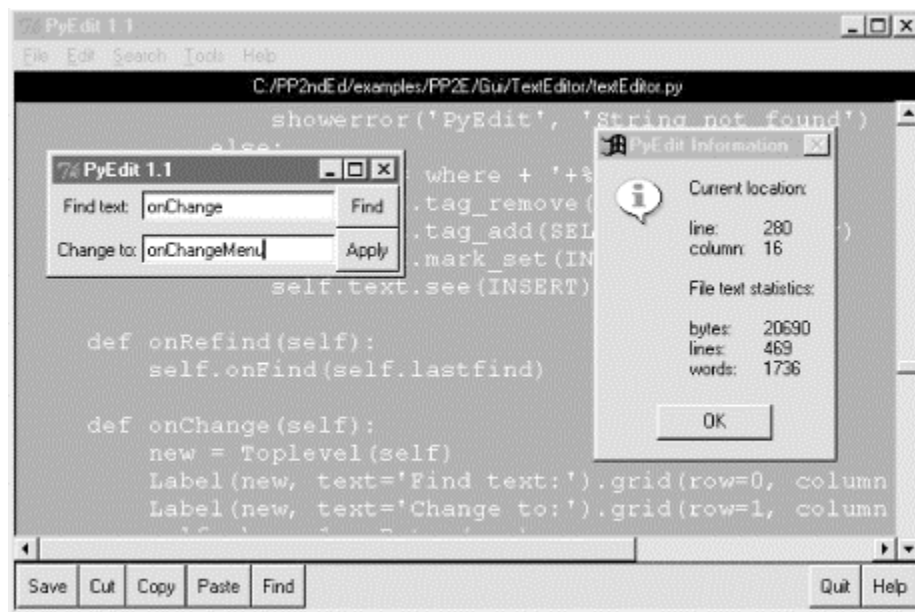 PyEdit 1.1
File Edit Search Tools Help
C:/PP2ndEd/examples/PP2E/Gui/TextEditor/textEditor.py
showerror('PyEdit', 'String not found')
else:
where + '+%
.tag_remove(
.tag_add(SEL
)
.mark_set(IN
self.text.see(INSERT)
def onRefind(self):
self.onFind(self.lastfind)
def onChange(self):
new = Toplevel(self)
Label(new, text='Find text:').grid(row=0, column
Label(new, text='Change to:').grid(row=1, column
PyEdit 1.1
Find text: onChange Find
Change to: onChangeMenu Apply
PyEdit Information
Current location:
line: 280
column: 16
File text statistics:
bytes: 20690
lines: 469
words: 1736
OK
Save Cut Copy Paste Find Quit Help